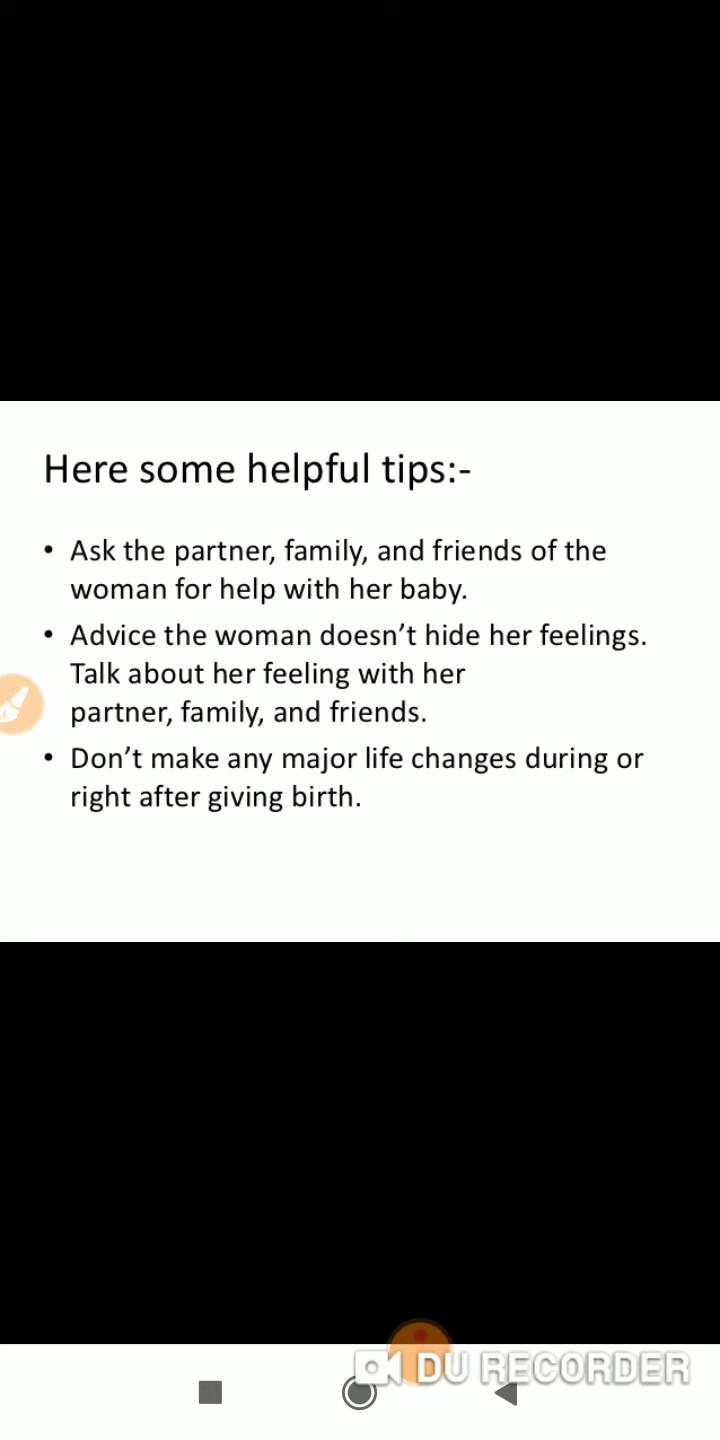 Here some helpful tips:-
• Ask the partner, family, and friends of the
woman for help with her baby.
• Advice the woman doesn’t hide her feelings.
Talk about her feeling with her
partner, family, and friends.
• Don’t make any major life changes during or
right after giving birth.
DU RECORDER